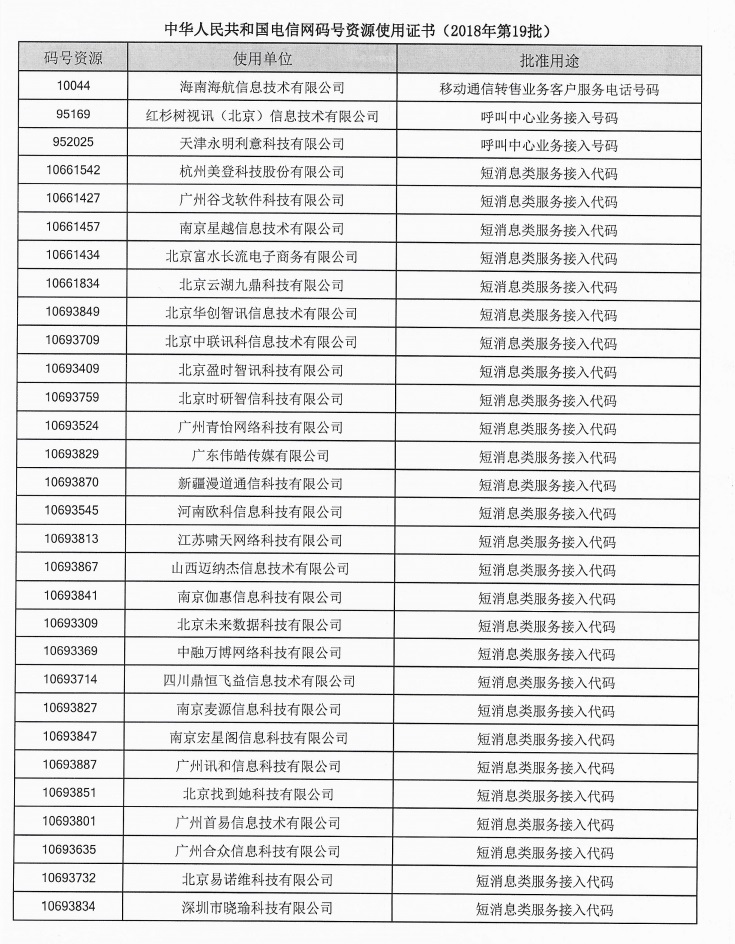 中华人民共和国电信网码号资源使用证书（2018年第19批）
码号资源 使用单位 批准用途
10044 海南海航信息技术有限公司 移动通信转售业务客户服务电话号码
95169 红杉树视讯（北京）信息技术有限公司 呼叫中心业务接入号码
952025 天津永明利意科技有限公司 呼叫中心业务接入号码
10661542 杭州美登科技股份有限公司 短消息类服务接入代码
10661427 广州谷戈软件科技有限公司 短消息类服务接入代码
10661457 南京星越信息技术有限公司 短消息类服务接入代码
10661434 北京富水长流电子商务有限公司 短消息类服务接入代码
10661834 北京云湖九鼎科技有限公司 短消息类服务接入代码
10693849 北京华创智讯信息技术有限公司 短消息类服务接入代码
10693709 北京中联讯科信息技术有限公司 短消息类服务接入代码
10693409 北京盈时智讯科技有限公司 短消息类服务接入代码
10693759 北京时研智信科技有限公司 短消息类服务接入代码
10693524 广州青怡网络科技有限公司 短消息类服务接入代码
10693829 广东伟皓传媒有限公司 短消息类服务接入代码
10693870 新疆漫道通信科技有限公司 短消息类服务接入代码
10693545 河南欧科信息科技有限公司 短消息类服务接入代码
10693813 江苏啸天网络科技有限公司 短消息类服务接入代码
10693867 山西迈纳杰信息技术有限公司 短消息类服务接入代码
10693841 南京伽惠信息科技有限公司 短消息类服务接入代码
10693309 北京未来数据科技有限公司 短消息类服务接入代码
10693369 中融万博网络科技有限公司 短消息类服务接入代码
10693714 四川鼎恒飞益信息技术有限公司 短消息类服务接入代码
10693827 南京麦源信息科技有限公司 短消息类服务接入代码
10693847 南京宏星阁信息科技有限公司 短消息类服务接入代码
10693887 广州讯和信息科技有限公司 短消息类服务接入代码
10693851 北京找到她科技有限公司 短消息类服务接入代码
10693801 广州首易信息技术有限公司 短消息类服务接入代码
10693635 广州合众信息科技有限公司 短消息类服务接入代码
10693732 北京易诺维科技有限公司 短消息类服务接入代码
10693834 深圳市晓瑜科技有限公司 短消息类服务接入代码